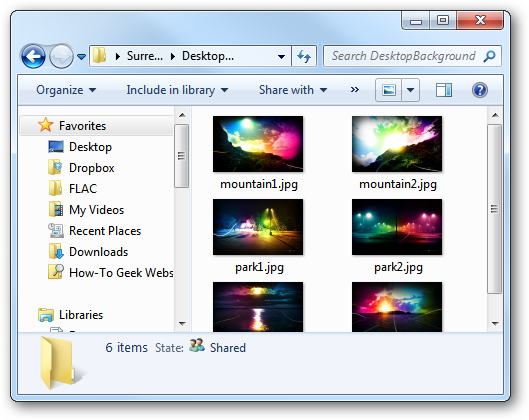 Surre... Desktop... Search DesktopBackground
Organize Include in library Share with »
Favorites
Desktop
Dropbox
FLAC
My Videos
Recent Places
Downloads
How-To Geek Webs
Libraries
mountain1.jpg mountain2.jpg
park1.jpg park2.jpg
6 items State: Shared